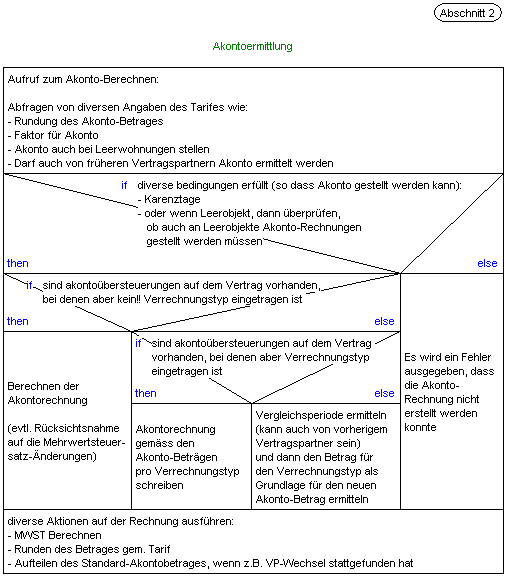 Abschnitt 2
Akontoermittlung
Aufruf zum Akonto-Berechnen:
Abfragen von diversen Angaben des Tarifes wie:
- Rundung des Akonto-Betrages
- Faktor für Akonto
- Akonto auch bei Leerwohnungen stellen
- Darf auch von früheren Vertragspartnern Akonto ermittelt werden
if diverse bedingungen erfüllt (so dass Akonto gestellt werden kann):
- Karenztage
- oder wenn Leerobjekt, dann überprüfen,
ob auch an Leerobjekte Akonto-Rechnungen
gestellt werden müssen
then else
if sind akontoübersteuerungen auf dem Vertrag vorhanden,
bei denen aber kein!! Verrechnungstyp eingetragen ist
then else
if sind akontoübersteuerungen auf dem Vertrag
vorhanden, bei denen aber Verrechnungstyp
eingetragen ist
then else
Berechnen der
Akontorechnung
(evtl. Rücksichtsnahme
auf die Mehrwertsteuer-
satz-Änderungen)
Akontorechnung
gemäss den
Akonto-Beträgen
pro Verrechnungstyp
schreiben
Vergleichsperiode ermitteln
(kann auch von vorherigem
Vertragspartner sein)
und dann den Betrag für
den Verrechnungstyp als
Grundlage für den neuen
Akonto-Betrag ermitteln
Es wird ein Fehler
ausgegeben, dass
die Akonto-
Rechnung nicht
erstellt werden
konnte
diverse Aktionen auf der Rechnung ausführen:
- MWST Berechnen
- Runden des Betrages gem. Tarif
- Aufteilen des Standard-Akontobetrages, wenn z.B. VP-Wechsel stattgefunden hat